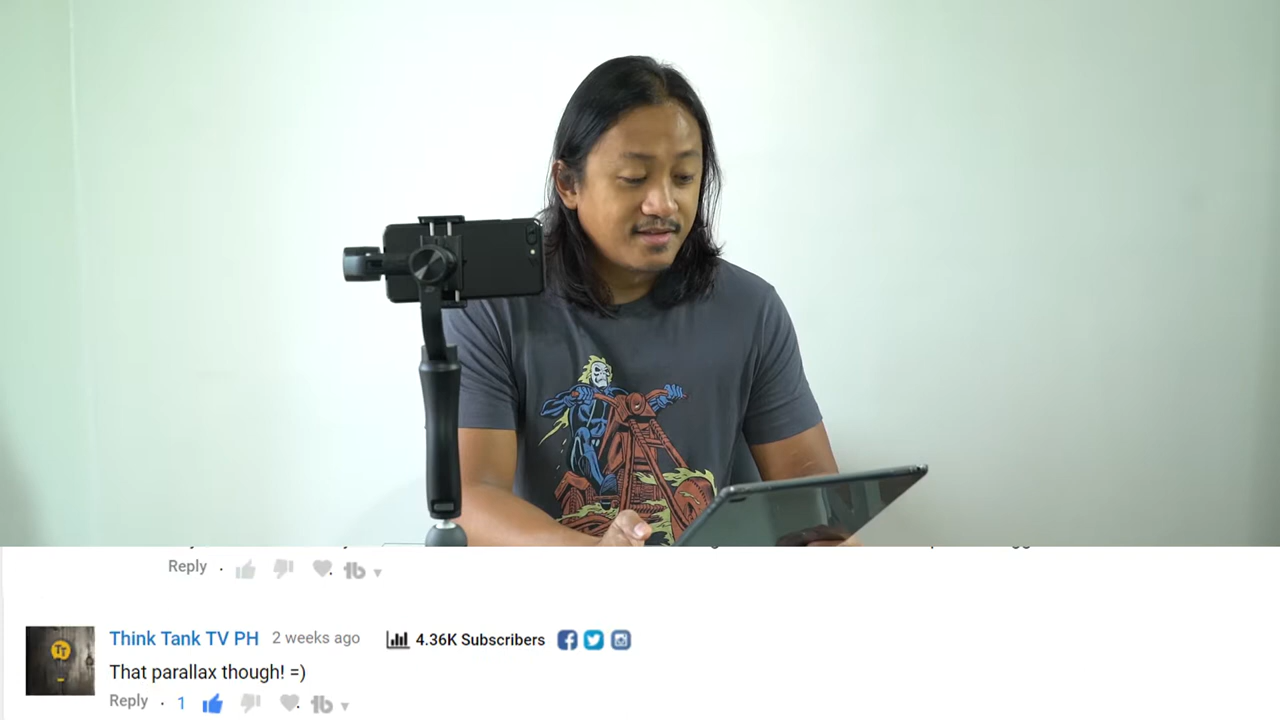 Reply
Think Tank TV PH 2 weeks ago 4.36K Subscribers
That parallax though! =)
Reply · 1